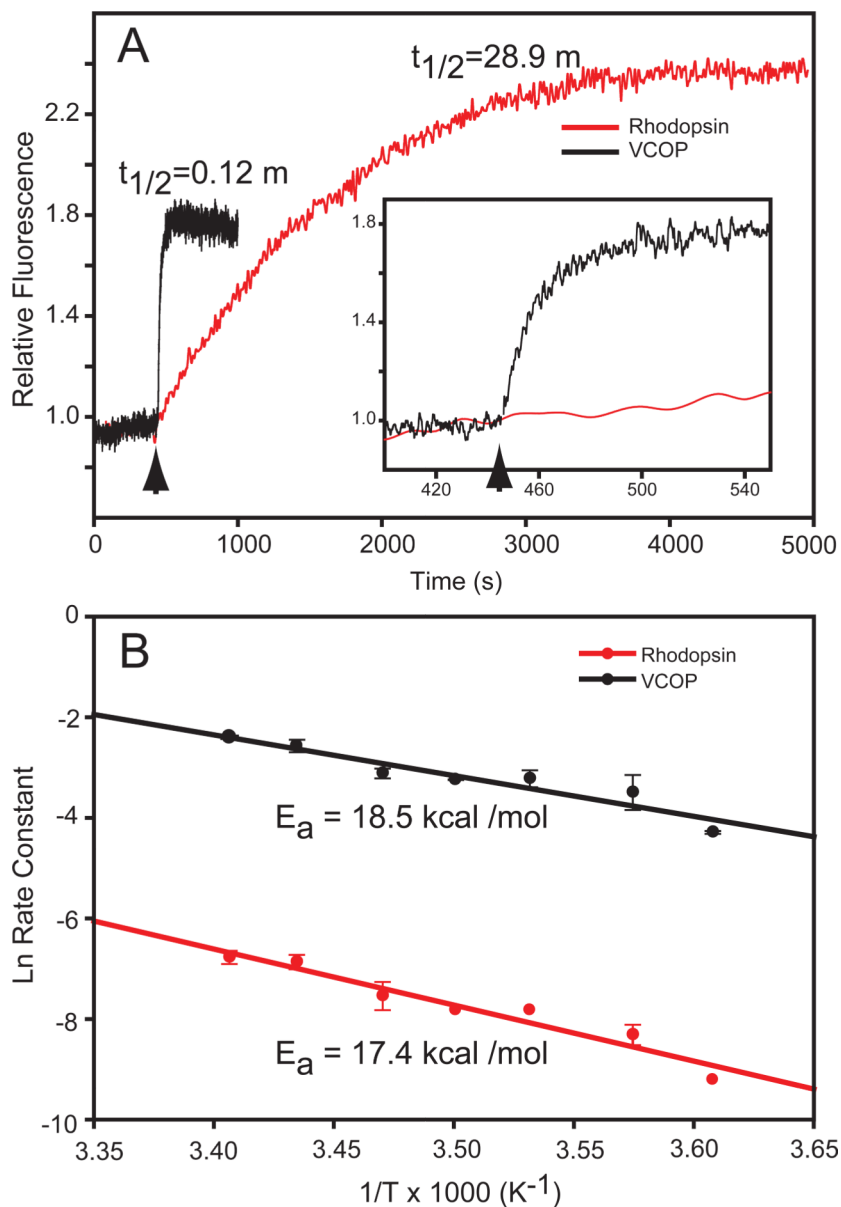 A
t1/2=28.9 m
Rhodopsin
VCOP
t1/2=0.12 m
2.2
1.8
1.4
1.0
Relative Fluorescence
1.8
1.4
1.0
420 460 500 540
0 1000 2000 3000 4000 5000
Time (s)
B
Rhodopsin
VCOP
0
-2
-4
-6
-8
-10
Ln Rate Constant
Ea = 18.5 kcal /mol
Ea = 17.4 kcal /mol
3.35 3.40 3.45 3.50 3.55 3.60 3.65
1/T x 1000 (K-1)